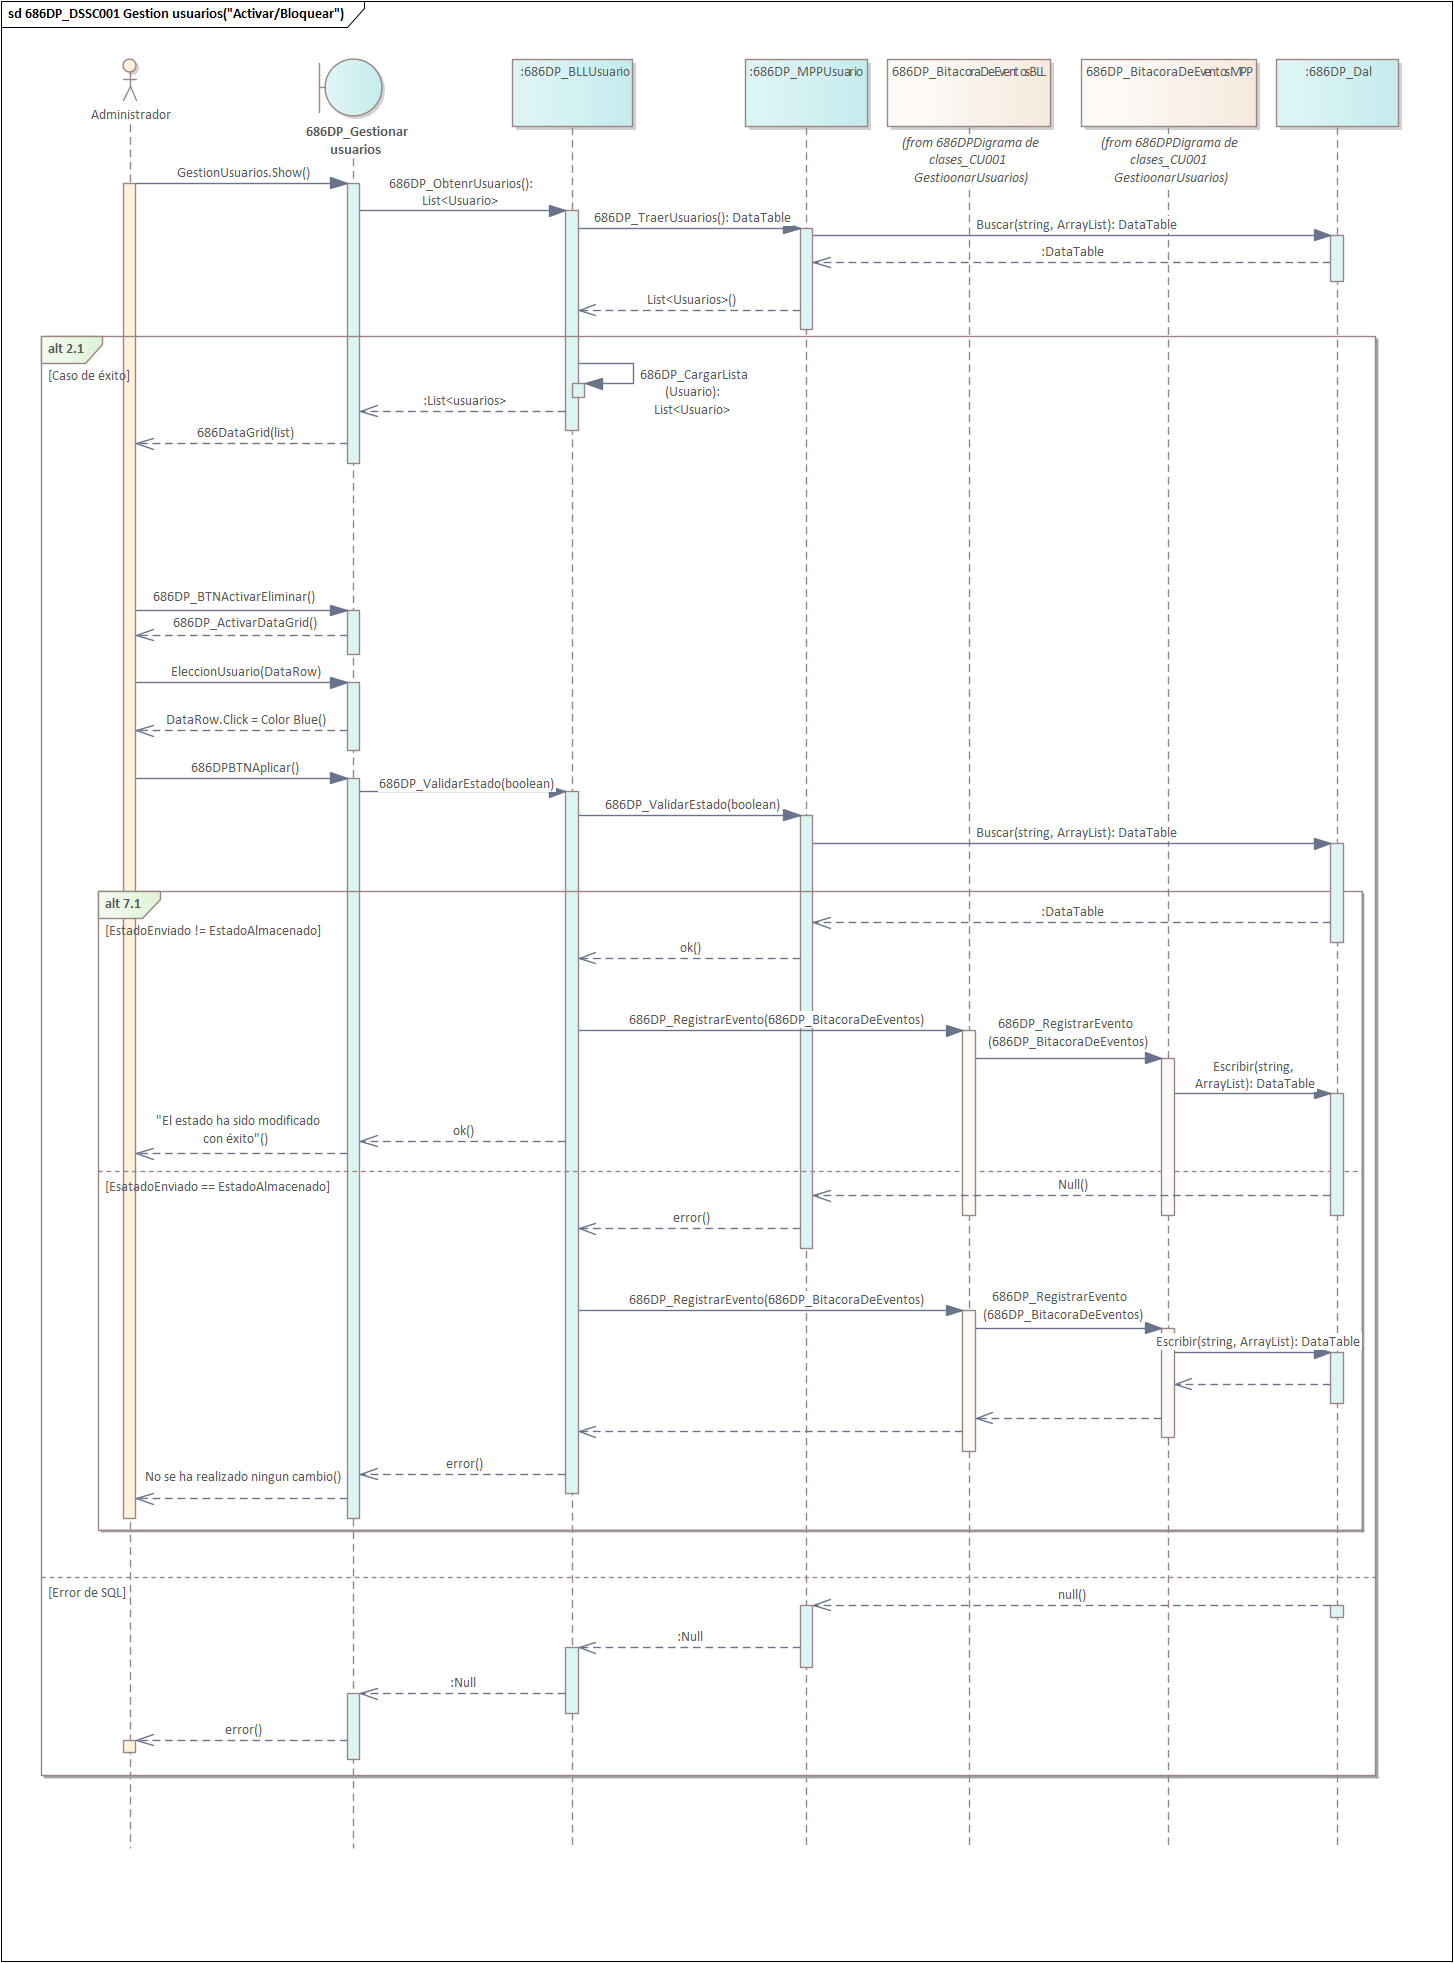 sd 686DP_DSSC001 Gestion usuarios("Activar/Bloquear")
Administrador
686DP_Gestionar
usuarios
:686DP_BLLUsuario
:686DP_MPPUsuario
686DP_BitacoraDeEventosBLL
(from 686DPDigrama de
clases_CU001
GestioonarUsuarios)
686DP_BitacoraDeEventosMPP
(from 686DPDigrama de
clases_CU001
GestioonarUsuarios)
:686DP_Dal
GestionUsuarios.Show()
686DP_ObtenrUsuarios():
List<Usuario>
686DP_TraerUsuarios(): DataTable
Buscar(string, ArrayList): DataTable
:DataTable
List<Usuarios>()
alt 2.1
[Caso de éxito]
686DP_CargarLista
(Usuario):
List<Usuario>
:List<usuarios>
686DataGrid(list)
686DP_BTNActivarEliminar()
686DP_ActivarDataGrid()
EleccionUsuario(DataRow)
DataRow.Click = Color Blue()
686DPBTNAplicar()
686DP_ValidarEstado(boolean)
686DP_ValidarEstado(boolean)
Buscar(string, ArrayList): DataTable
alt 7.1
[EstadoEnviado != EstadoAlmacenado]
:DataTable
ok()
686DP_RegistrarEvento(686DP_BitacoraDeEventos)
686DP_RegistrarEvento
(686DP_BitacoraDeEventos)
Escribir(string,
ArrayList): DataTable
ok()
"El estado ha sido modificado
con éxito"()
[EsatadoEnviado == EstadoAlmacenado]
Null()
error()
686DP_RegistrarEvento(686DP_BitacoraDeEventos)
686DP_RegistrarEvento
(686DP_BitacoraDeEventos)
Escribir(string, ArrayList): DataTable
error()
No se ha realizado ningun cambio()
[Error de SQL]
null()
:Null
:Null
error()